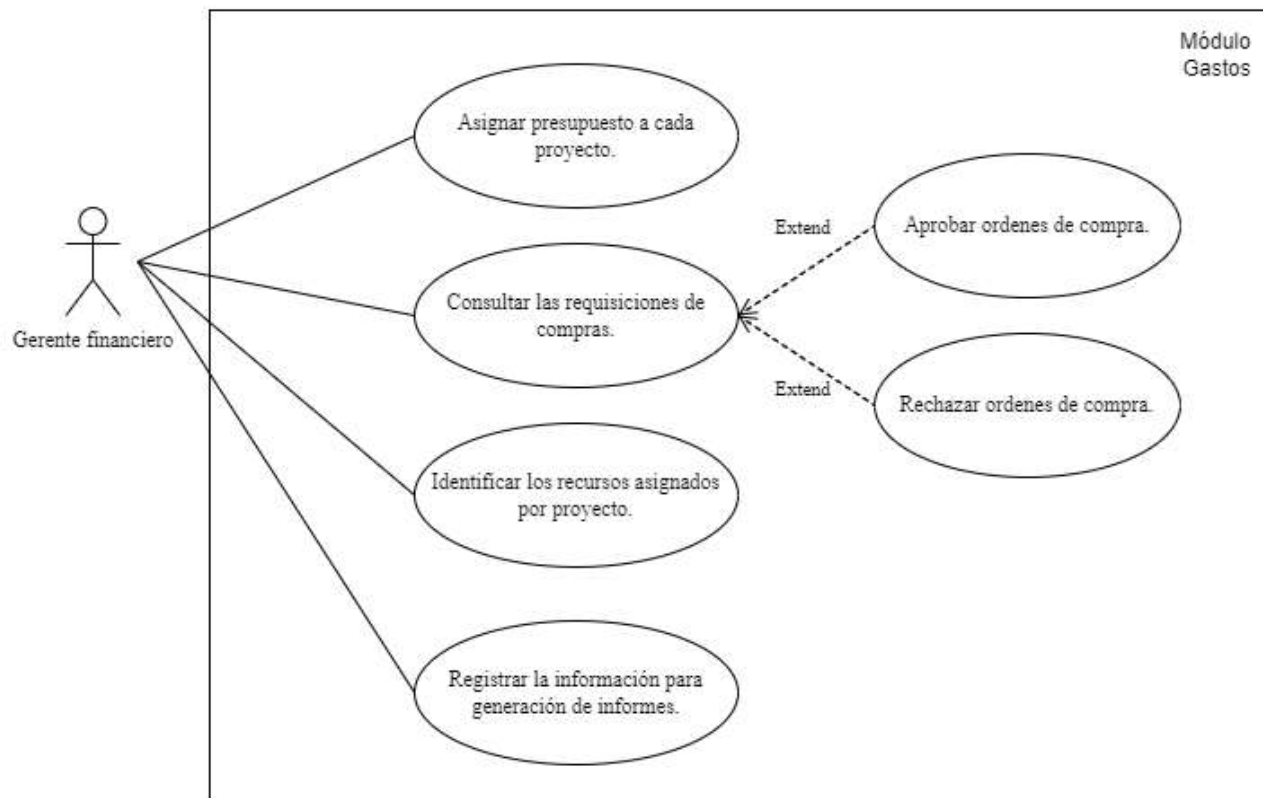 Módulo
Gastos
Asignar presupuesto a cada
proyecto.
Extend
Aprobar ordenes de compra.
Consultar las requisiciones de
compras.
Gerente financiero
Extend
Rechazar ordenes de compra.
Identificar los recursos asignados
por proyecto.
Registrar la información para
generación de informes.